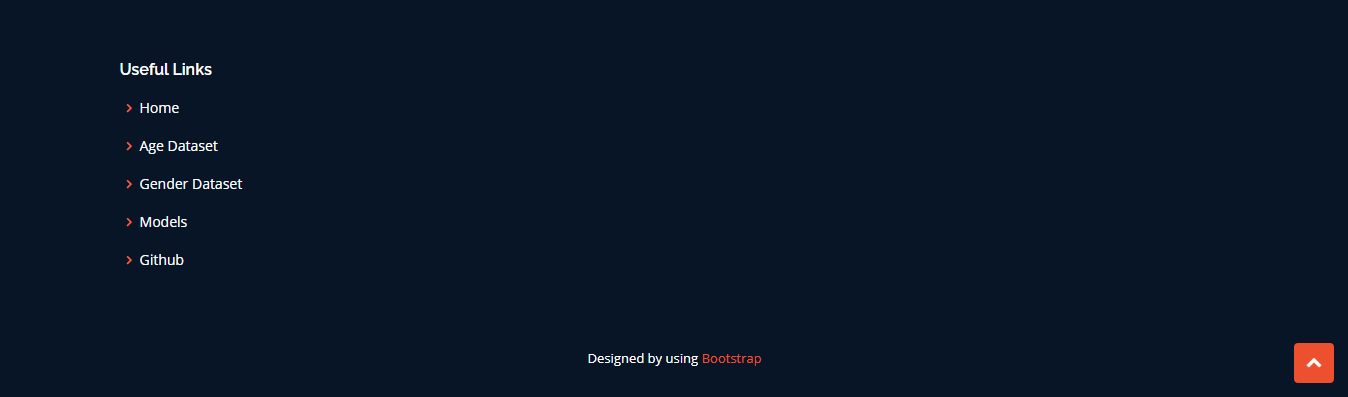 Useful Links
Home
Age Dataset
Gender Dataset
Models
Github
Designed by using Bootstrap